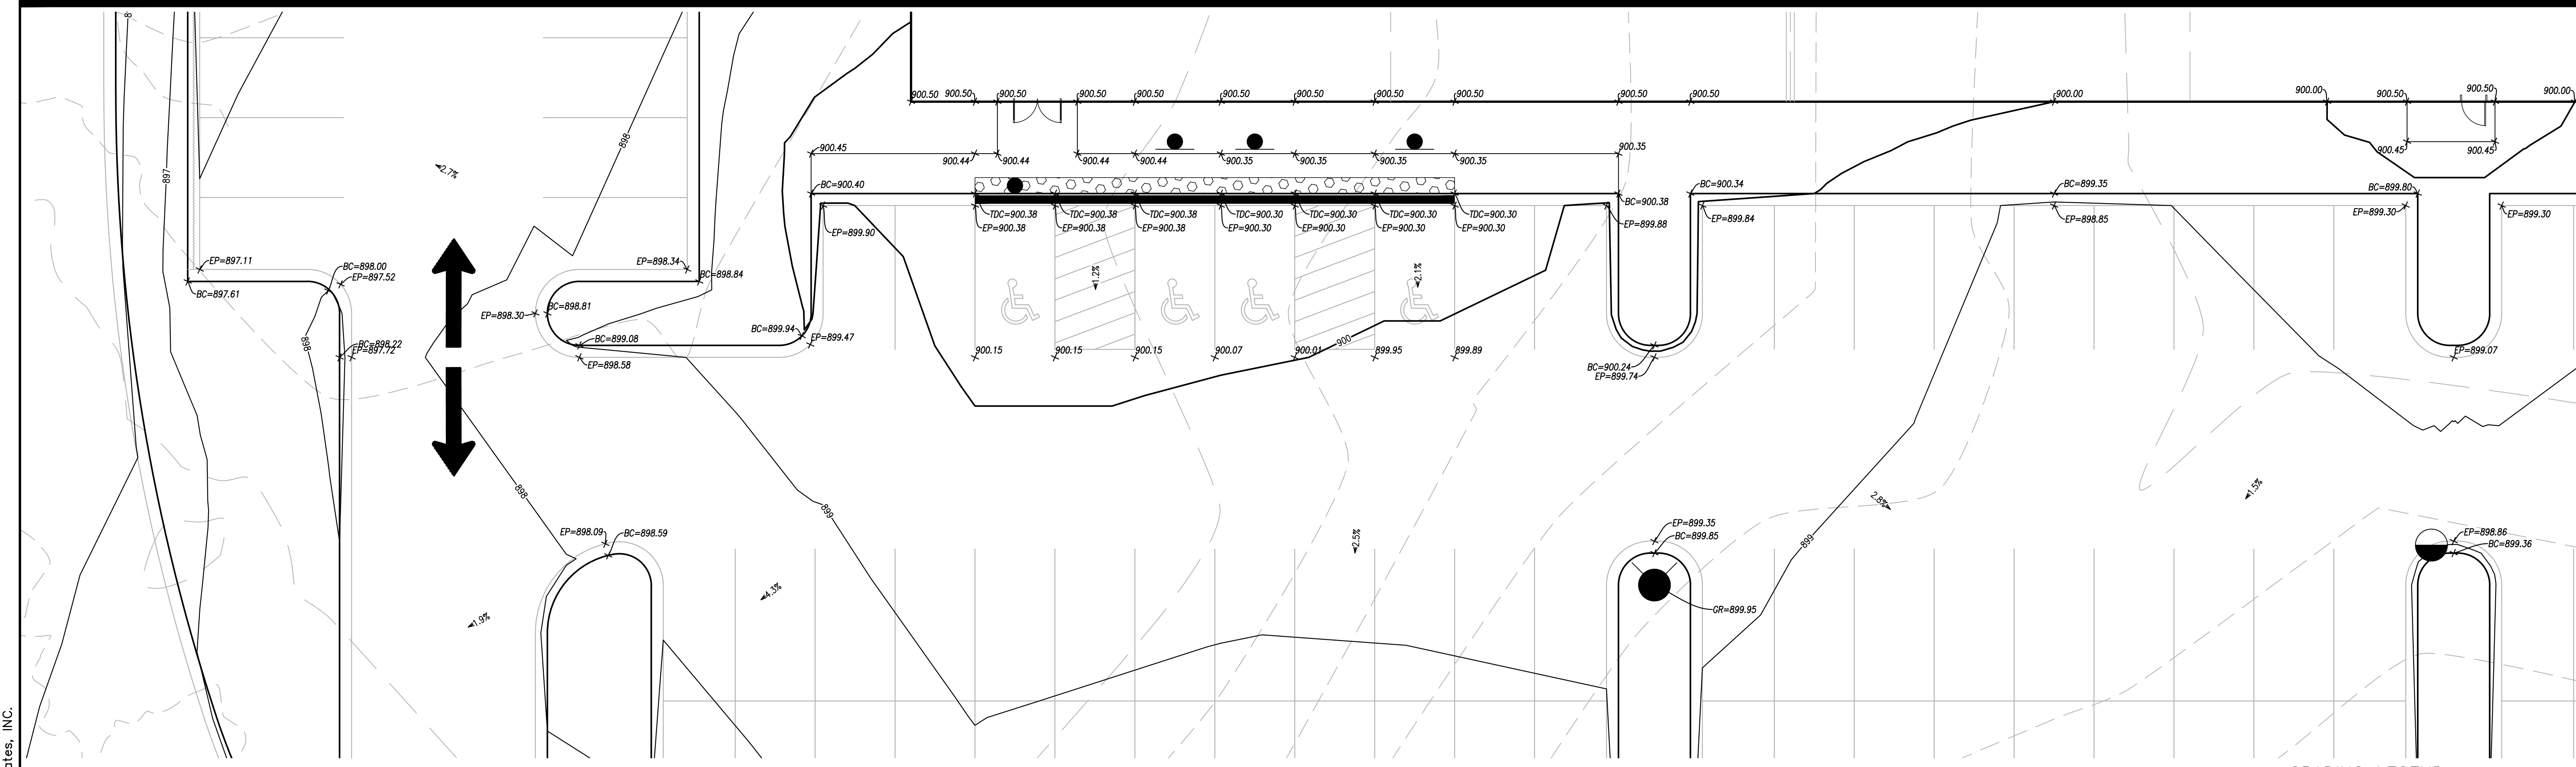 8
900.50 900.50 900.50 900.50 900.50 900.50 900.50 900.50 900.50 900.50 900.50 900.00 900.00 900.50 900.50 900.00
898
900.45 900.44 900.44 900.44 900.44 900.35 900.35 900.35 900.35 900.35 900.45 900.45
2.7%
897
BC=900.40 BC=900.34 BC=899.35 BC=899.80
BC=900.38
TDC=900.38 TDC=900.38 TDC=900.38 TDC=900.30 TDC=900.30 TDC=900.30 TDC=900.30
EP=899.84 EP=898.85 EP=899.30 EP=899.30
EP=899.90 EP=900.38 EP=900.38 EP=900.38 EP=900.30 EP=900.30 EP=900.30 EP=900.30 EP=899.88
EP=897.11 BC=898.00 EP=898.34
EP=897.52 BC=898.84
1.2% 2.1%
BC=897.61
BC=898.81
EP=898.30
BC=899.94
EP=899.47
BC=899.08
898
BC=898.22
EP=897.72
900
900.15 900.15 900.15 900.07 900.01 899.95 899.89
EP=899.07
EP=898.58
BC=900.24
EP=899.74
898
899
2.8%
1.5%
EP=898.09 BC=898.59
EP=899.35
BC=899.85
2.5%
899
EP=898.86
BC=899.36
4.3%
GR=899.95
1.9%
ates, INC.